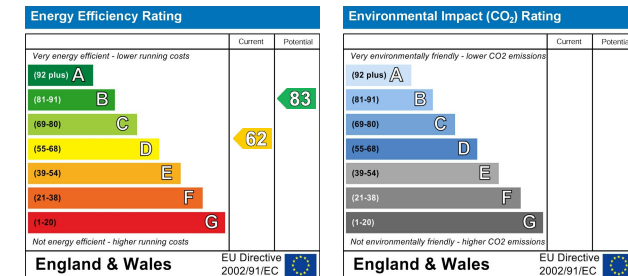 Energy Efficiency Rating
Current Potential
Very energy efficient - lower running costs
(92 plus) A
(81-91) B
83
(69-80) C
62
(55-68) D
(39-54) E
(21-38) F
(1-20) G
Not energy efficient - higher running costs
England & Wales
EU Directive
2002/91/EC
Environmental Impact (CO₂) Rating
Current Potentia
Very environmentally friendly - lower CO2 emissions
(92 plus) A
(81-91) B
(69-80) C
(55-68) D
(39-54) E
(21-38) F
(1-20) G
Not environmentally friendly - higher CO2 emissions
England & Wales
EU Directive
2002/91/EC